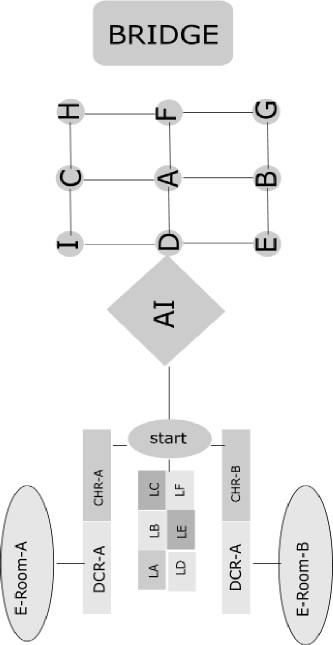 BRIDGE
H F G
C A B
I D E
AI
start
CHR-A
LC
LF
CHR-B
LB
LE
LA
LD
DCR-A
DCR-A
E-Room-A
E-Room-B